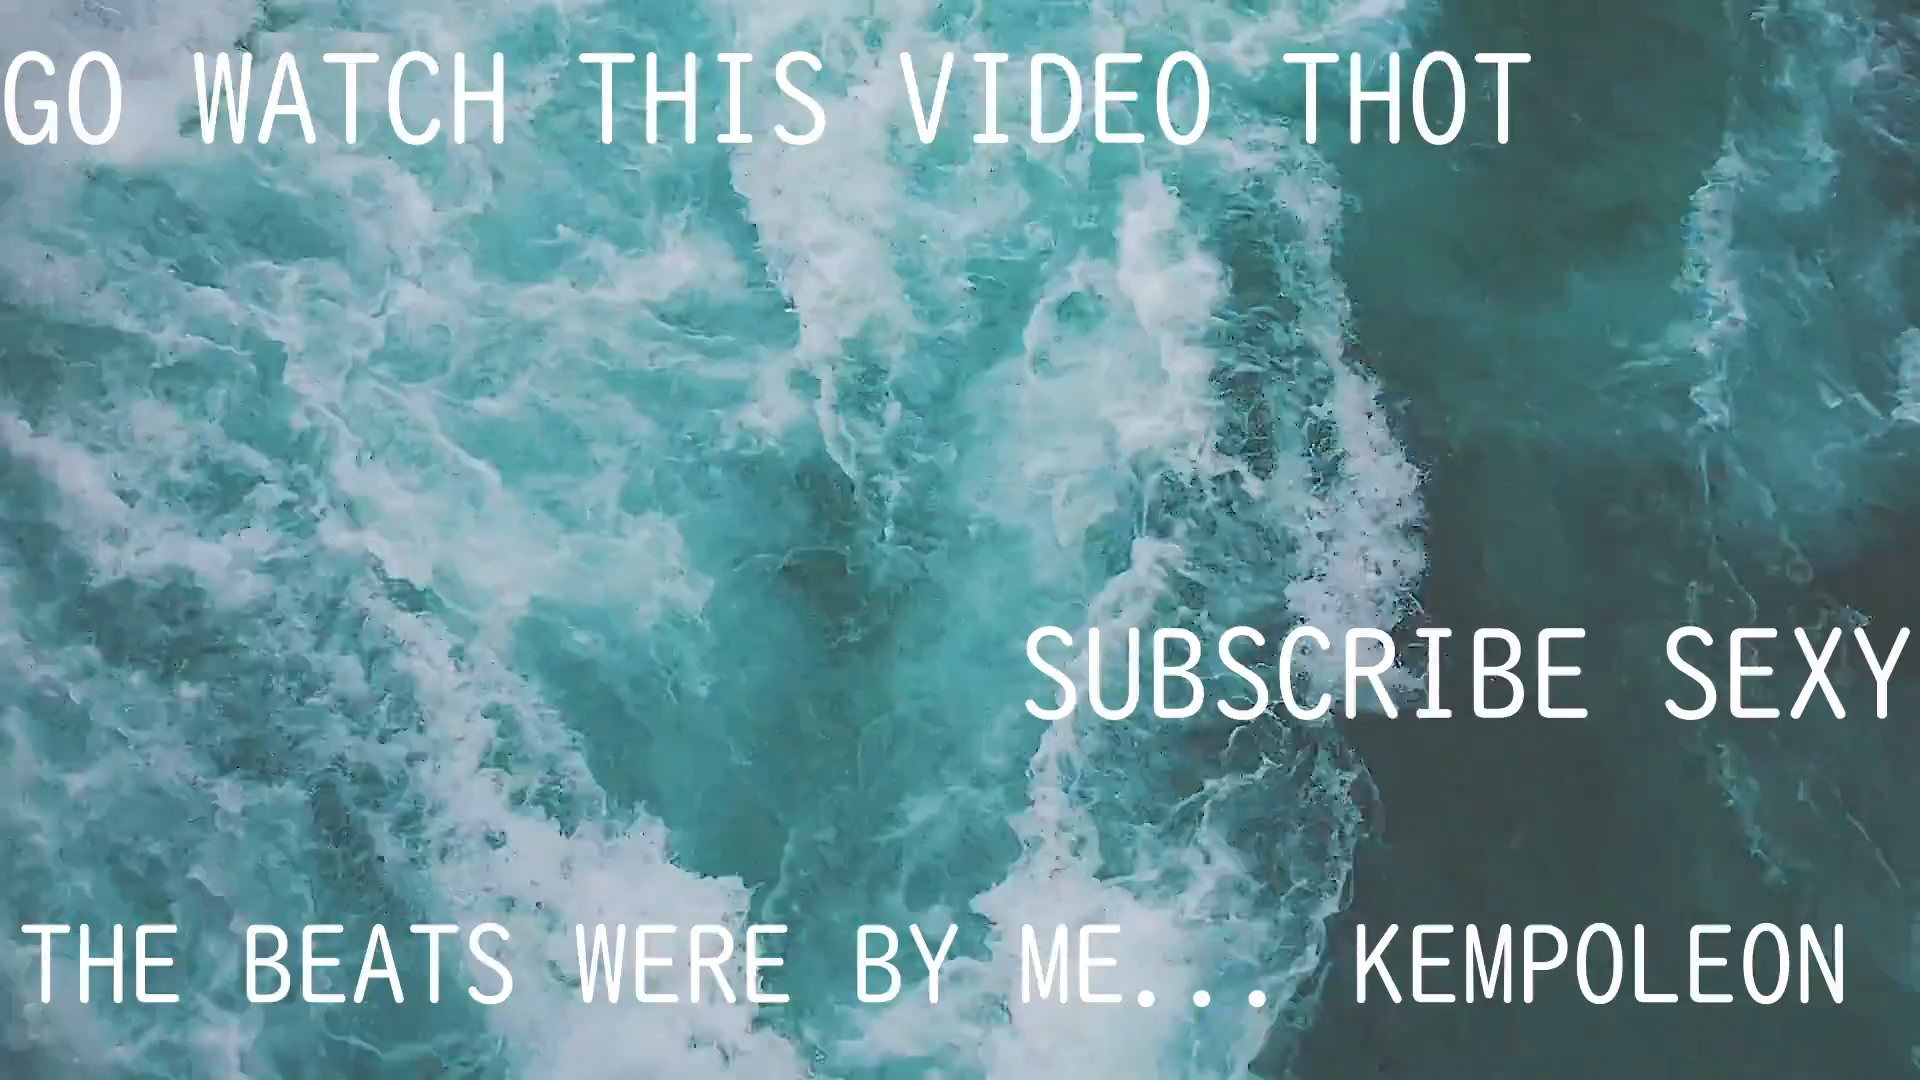 GO WATCH THIS VIDEO THOT
SUBSCRIBE SEXY
THE BEATS WERE BY ME... KEMPOLEON